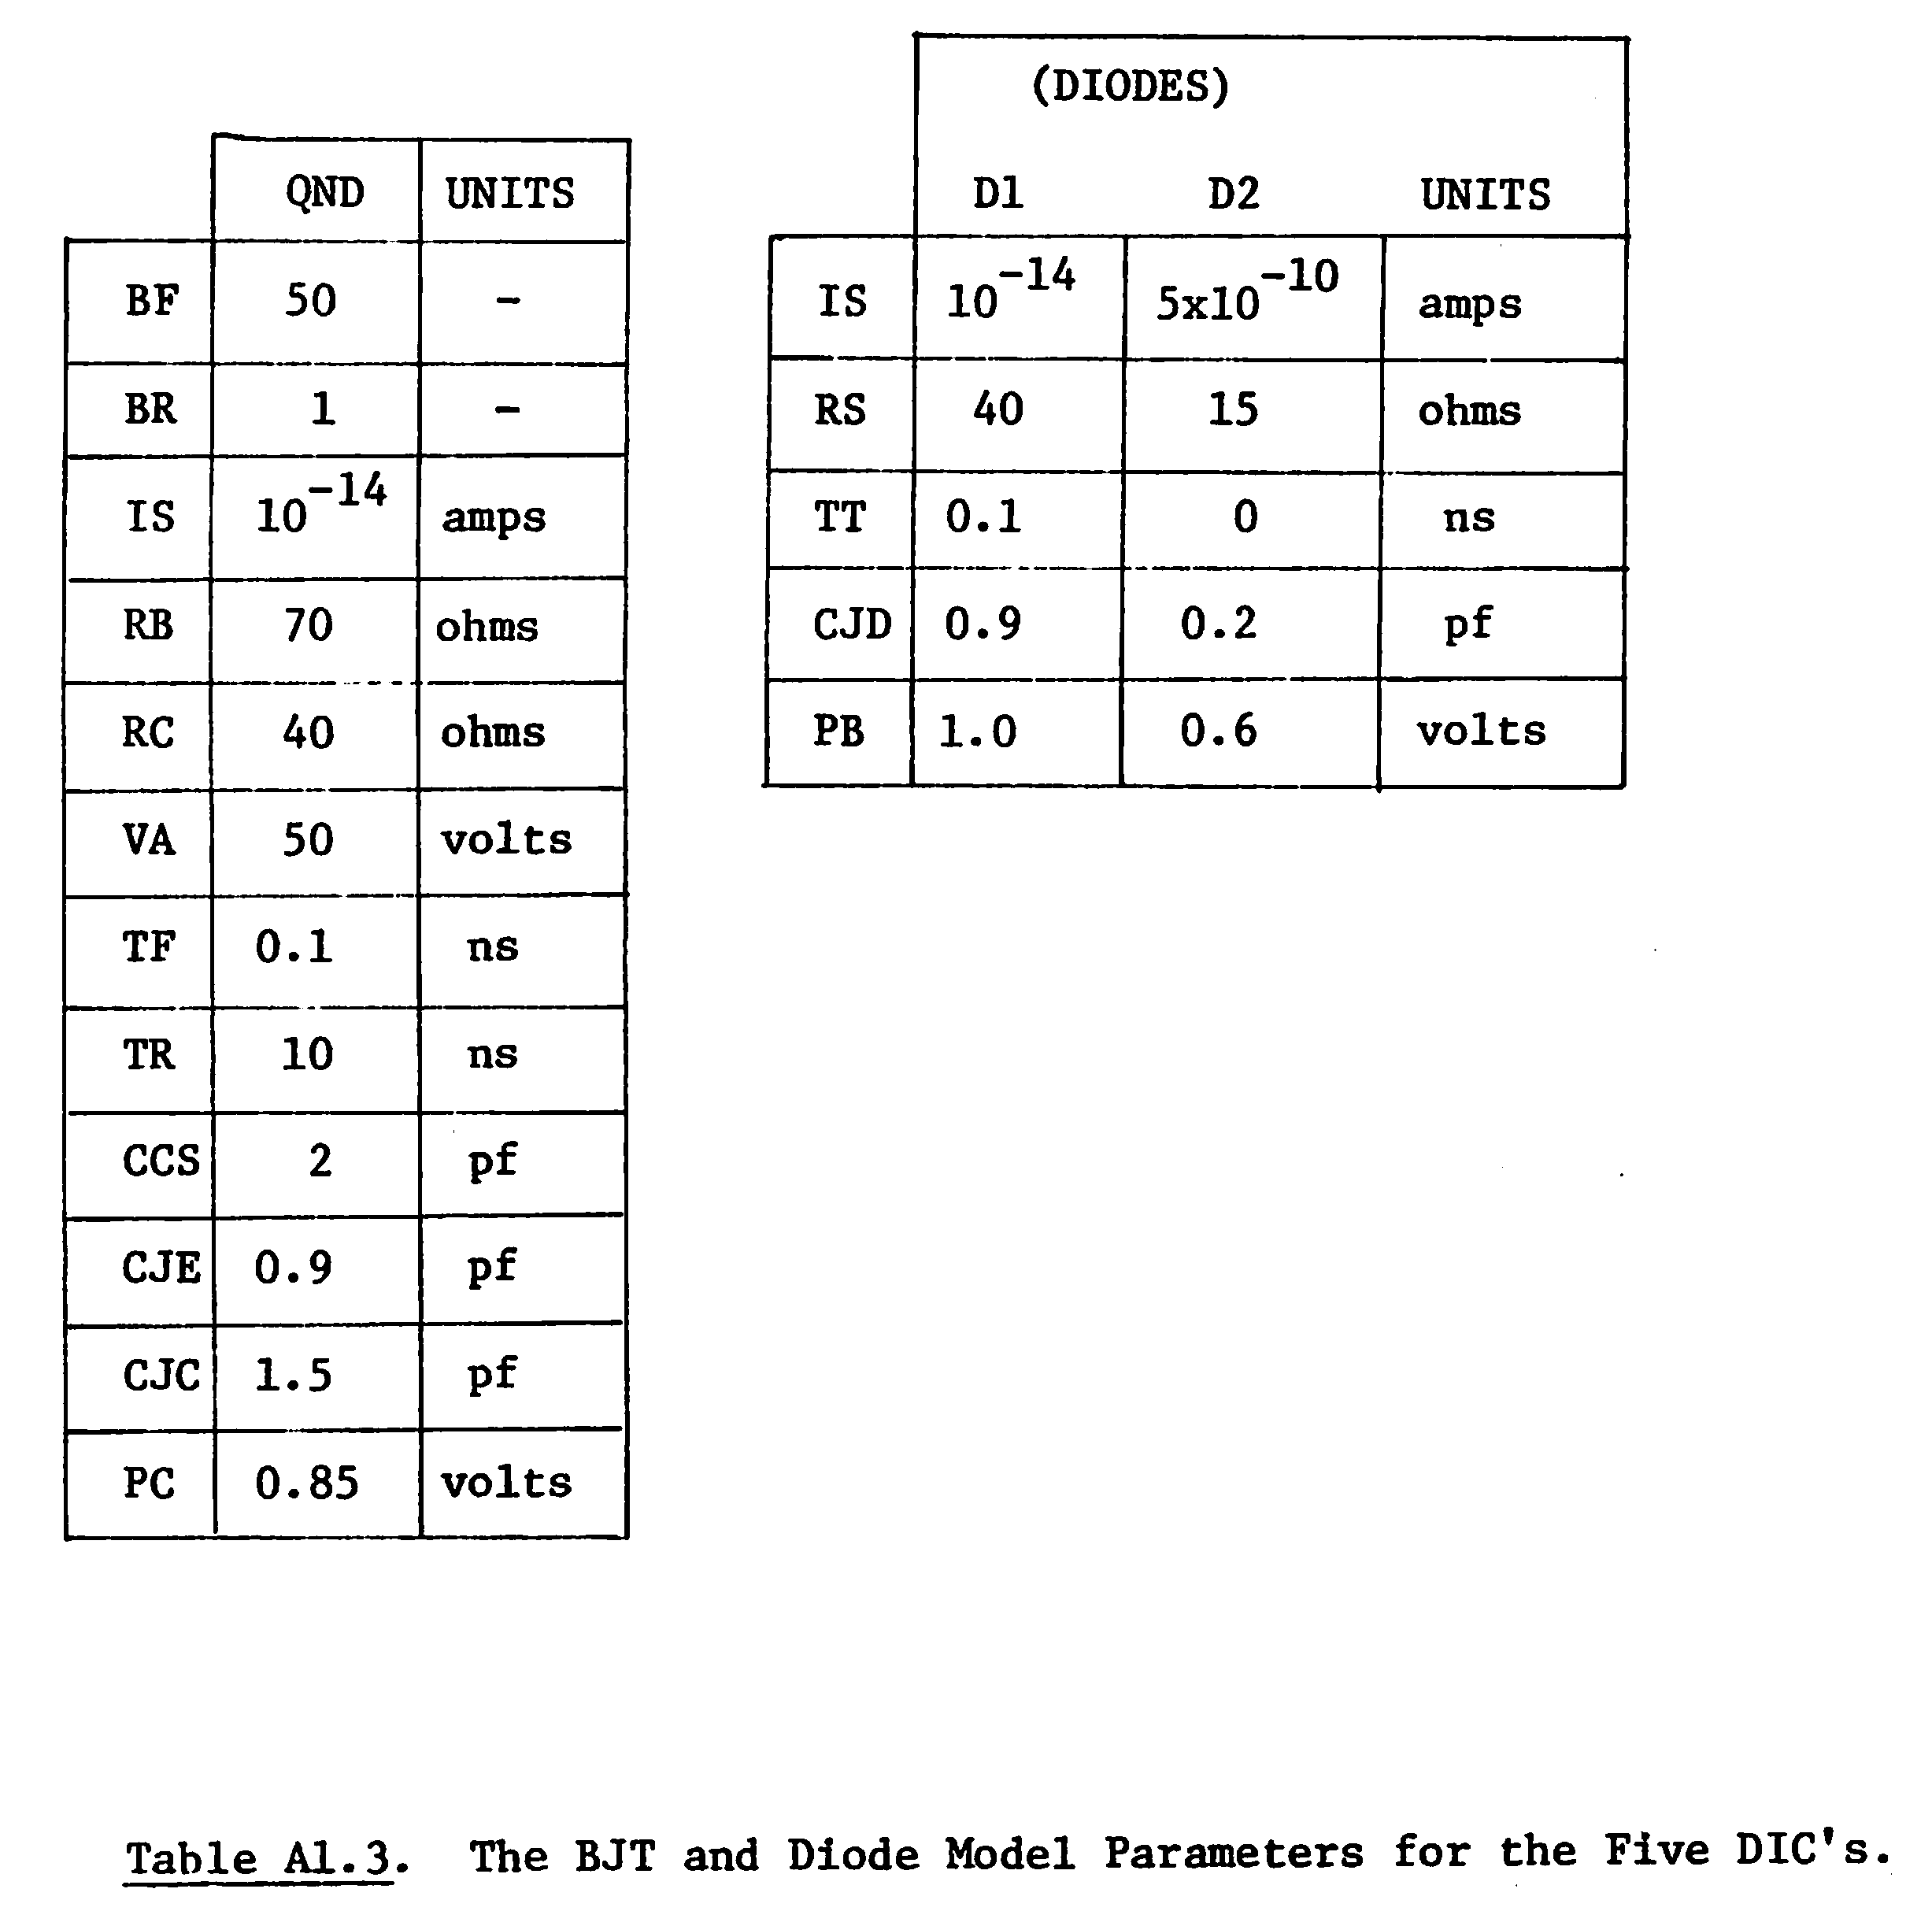 QND UNITS
BF 50 -
BR 1 -
IS 10^-14 amps
RB 70 ohms
RC 40 ohms
VA 50 volts
TF 0.1 ns
TR 10 ns
CCS 2 pf
CJE 0.9 pf
CJC 1.5 pf
PC 0.85 volts
(DIODES)
D1 D2 UNITS
IS 10^-14 5x10^-10 amps
RS 40 15 ohms
TT 0.1 0 ns
CJD 0.9 0.2 pf
PB 1.0 0.6 volts
Table A1.3. The BJT and Diode Model Parameters for the Five DIC's.